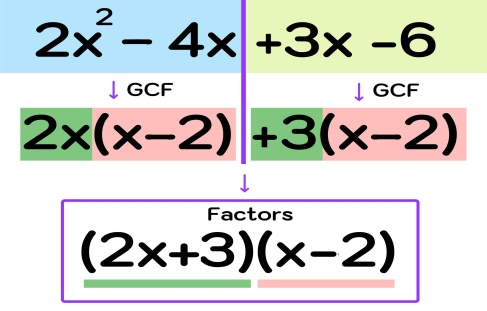 2x² − 4x +3x −6
↓ GCF ↓ GCF
2x(x−2) +3(x−2)
↓
Factors
(2x+3)(x−2)